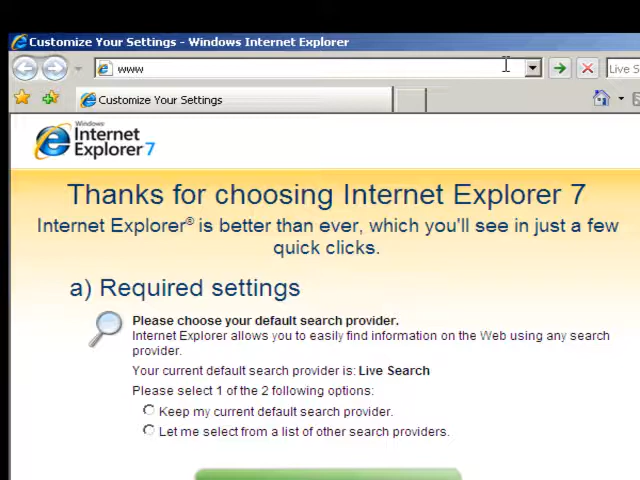 Customize Your Settings - Windows Internet Explorer
www
Live S
Customize Your Settings
Windows
Internet
Explorer 7
Thanks for choosing Internet Explorer 7
Internet Explorer® is better than ever, which you'll see in just a few
quick clicks.
a) Required settings
Please choose your default search provider.
Internet Explorer allows you to easily find information on the Web using any search
provider.
Your current default search provider is: Live Search
Please select 1 of the 2 following options:
Keep my current default search provider.
Let me select from a list of other search providers.